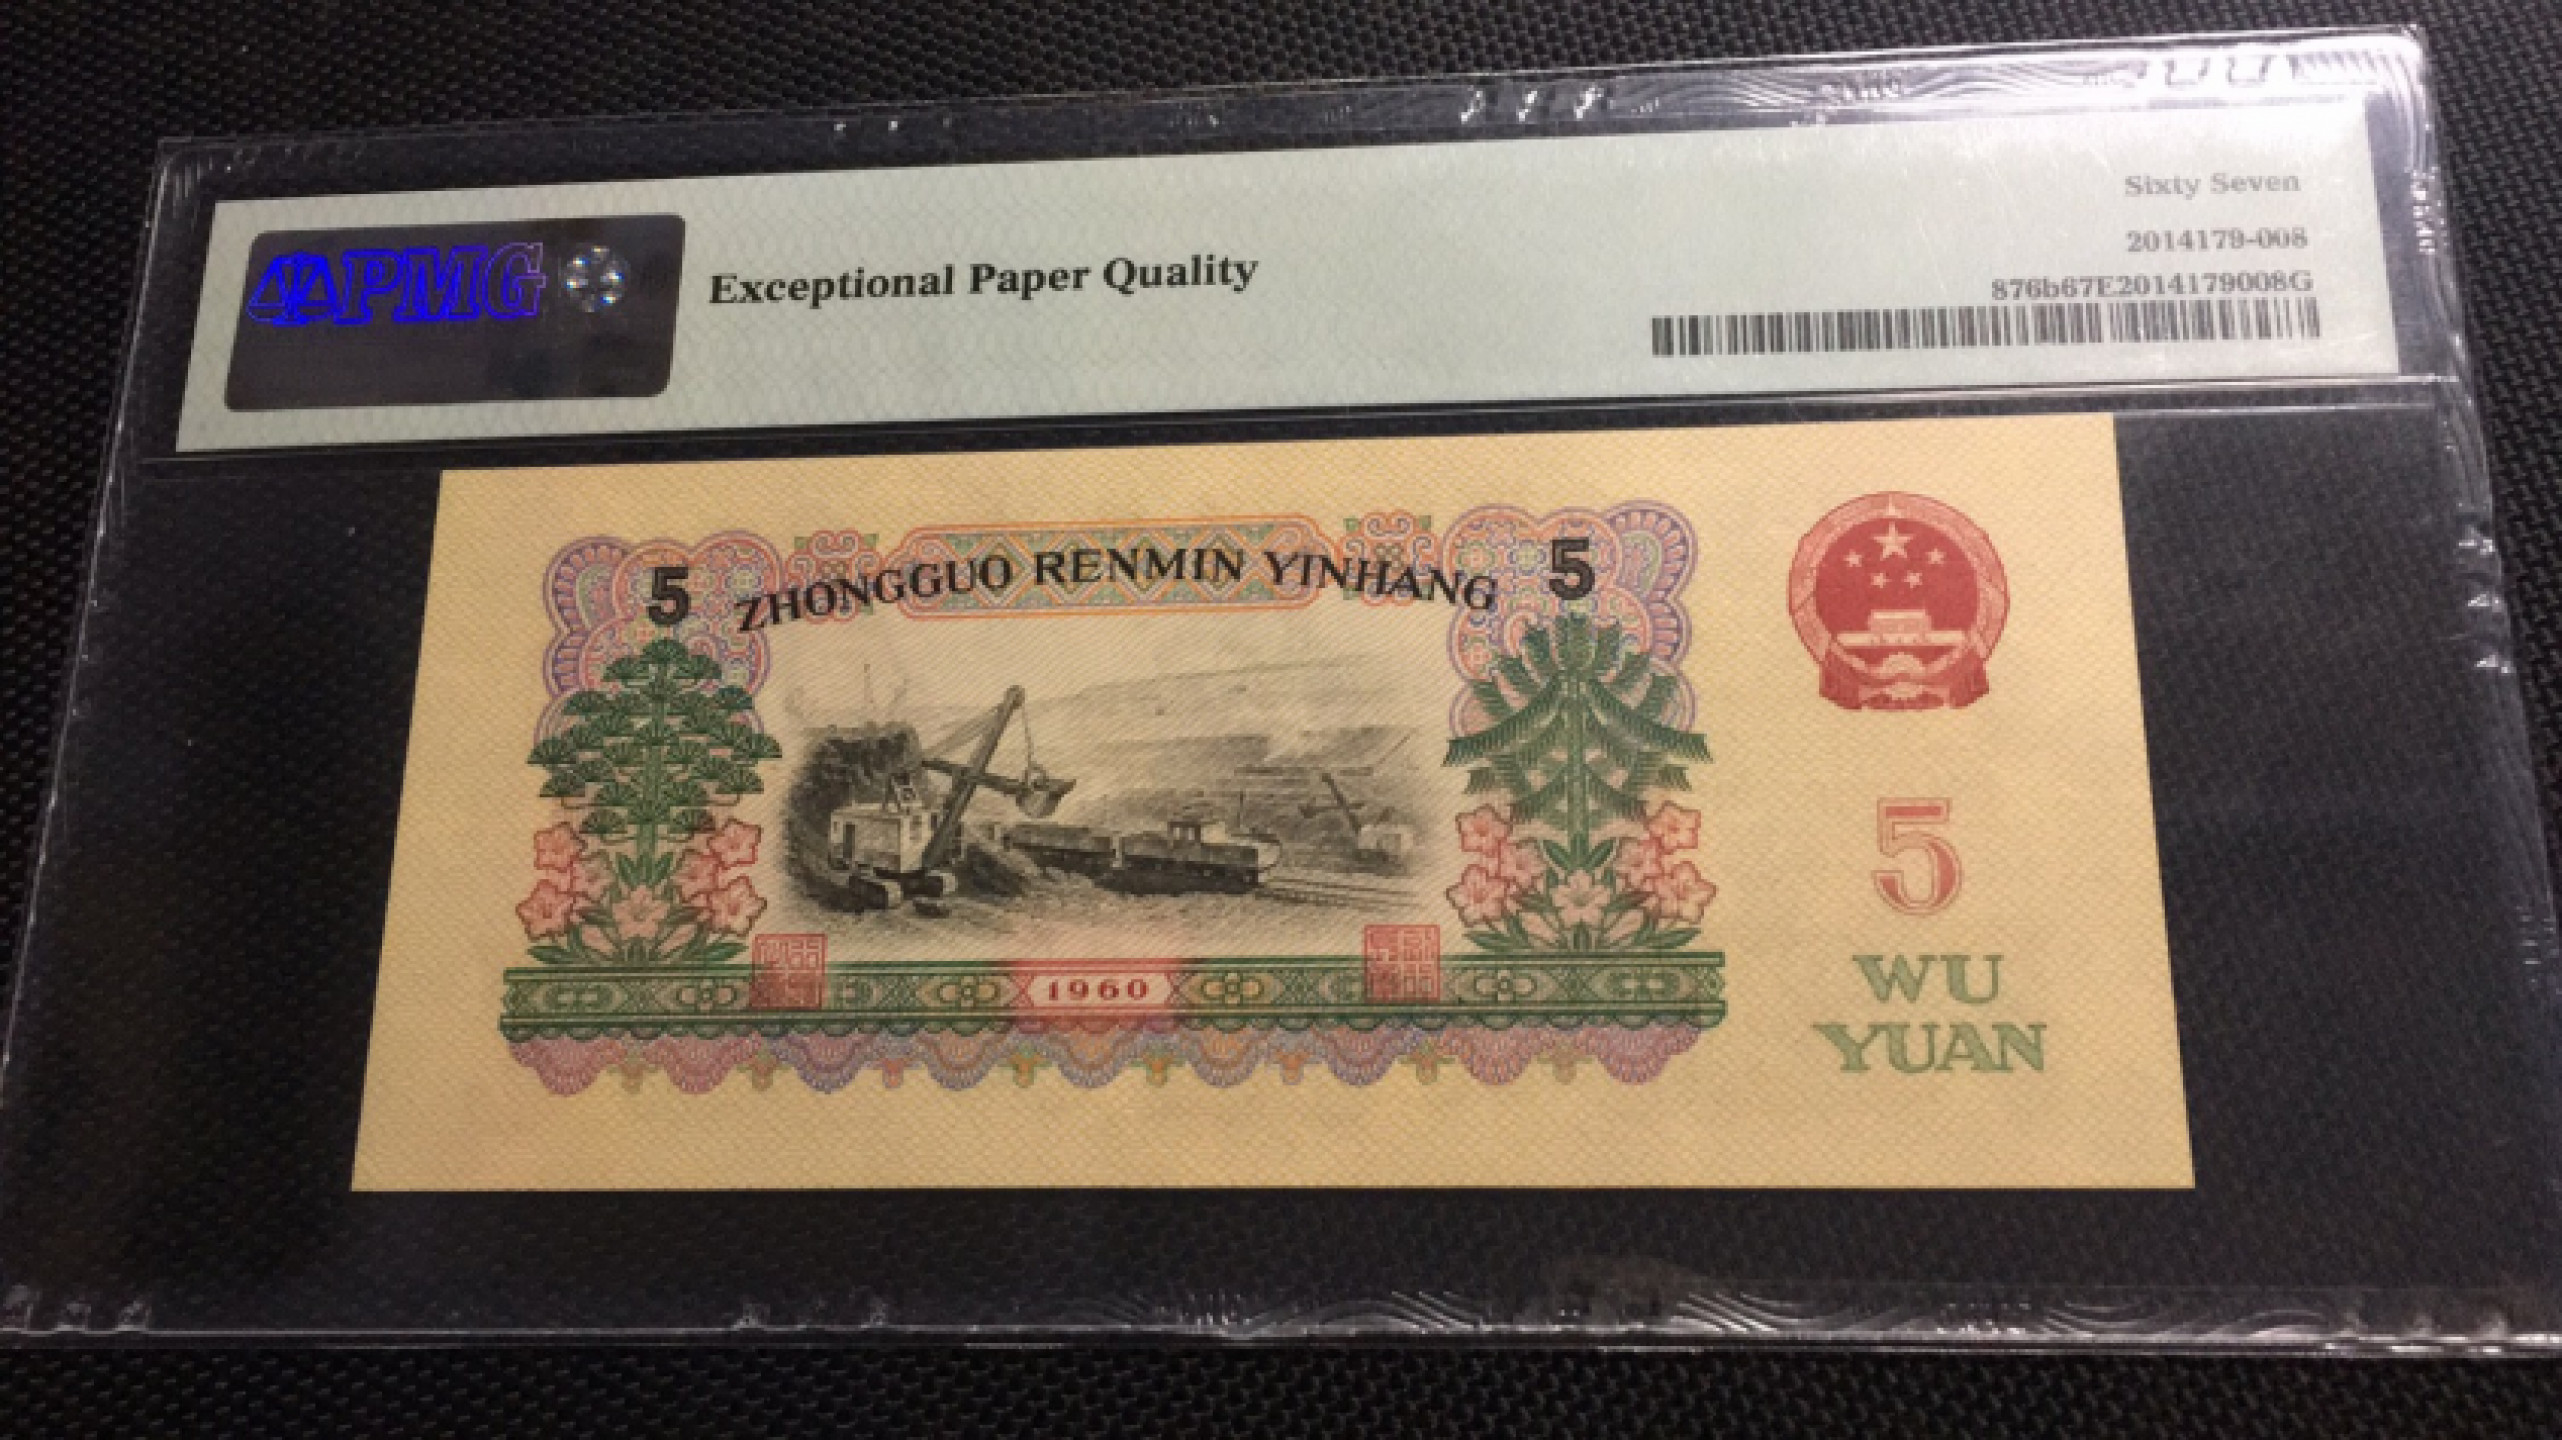 PMG
Exceptional Paper Quality
Sixty Seven
2014179-008
876b67E2014179008G
5 ZHONGGUO RENMIN YINHANG 5
1960
5
WU
YUAN